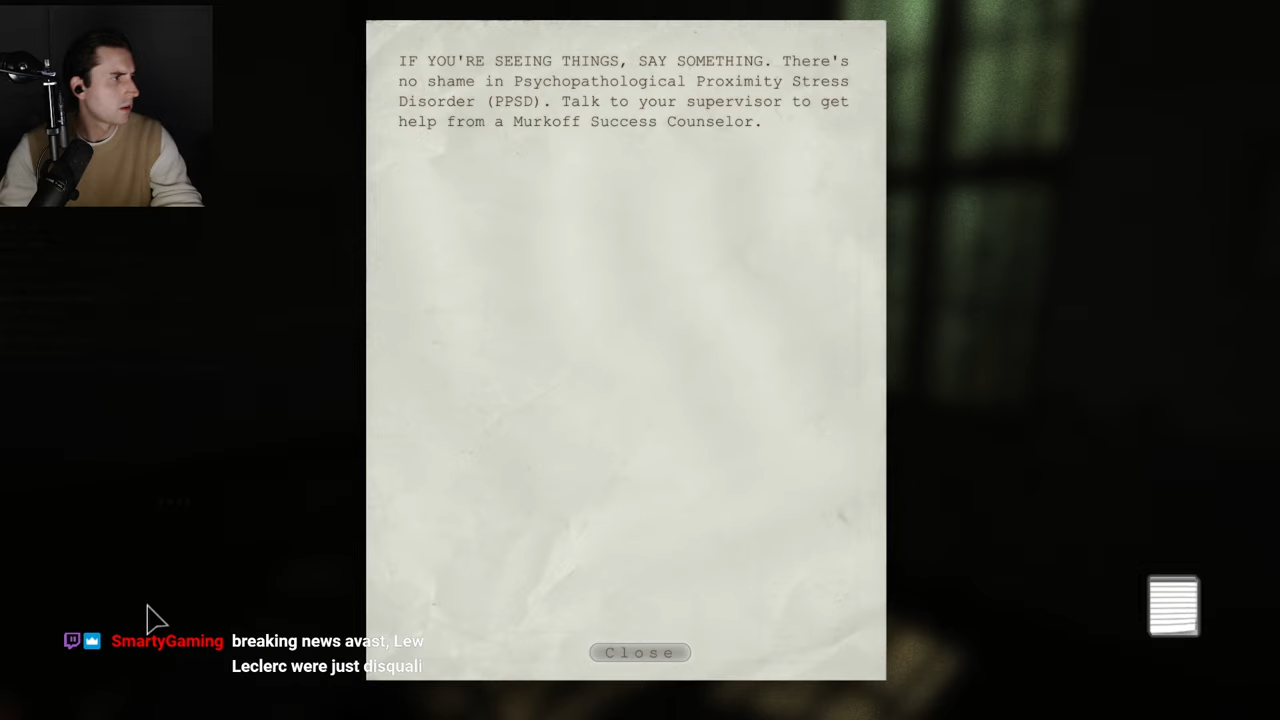 IF YOU'RE SEEING THINGS, SAY SOMETHING. There's
no shame in Psychopathological Proximity Stress
Disorder (PPSD). Talk to your supervisor to get
help from a Murkoff Success Counselor.
SmartyGaming breaking news avast, Lew
Leclerc were just disquali
Close